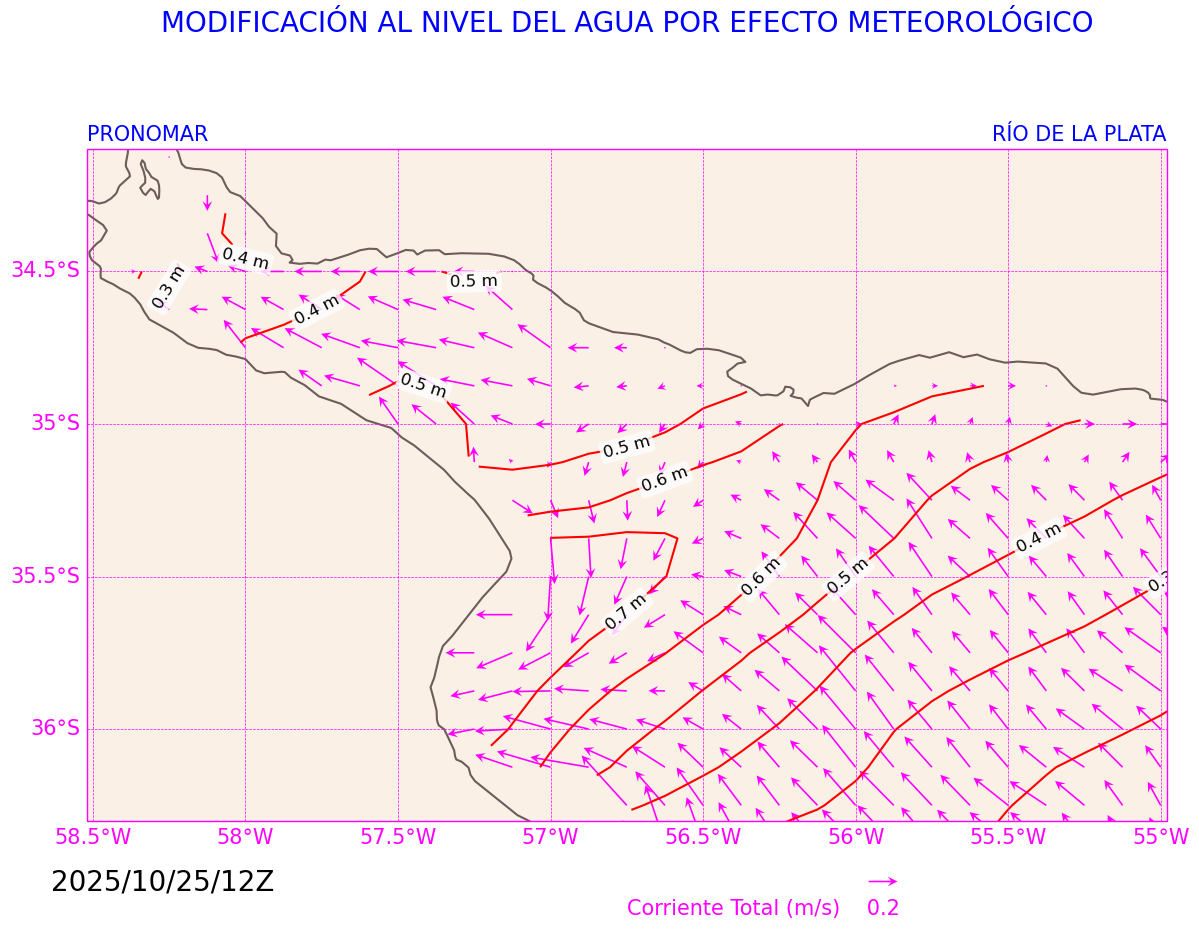 MODIFICACIÓN AL NIVEL DEL AGUA POR EFECTO METEOROLÓGICO
PRONOMAR
RÍO DE LA PLATA
0.4 m
34.5°S
0.3 m
0.5 m
0.4 m
0.5 m
35°S
0.5 m
0.6 m
0.4 m
35.5°S
0.6 m
0.5 m
0.3
0.7 m
36°S
58.5°W 58°W 57.5°W 57°W 56.5°W 56°W 55.5°W 55°W
2025/10/25/12Z
Corriente Total (m/s) 0.2